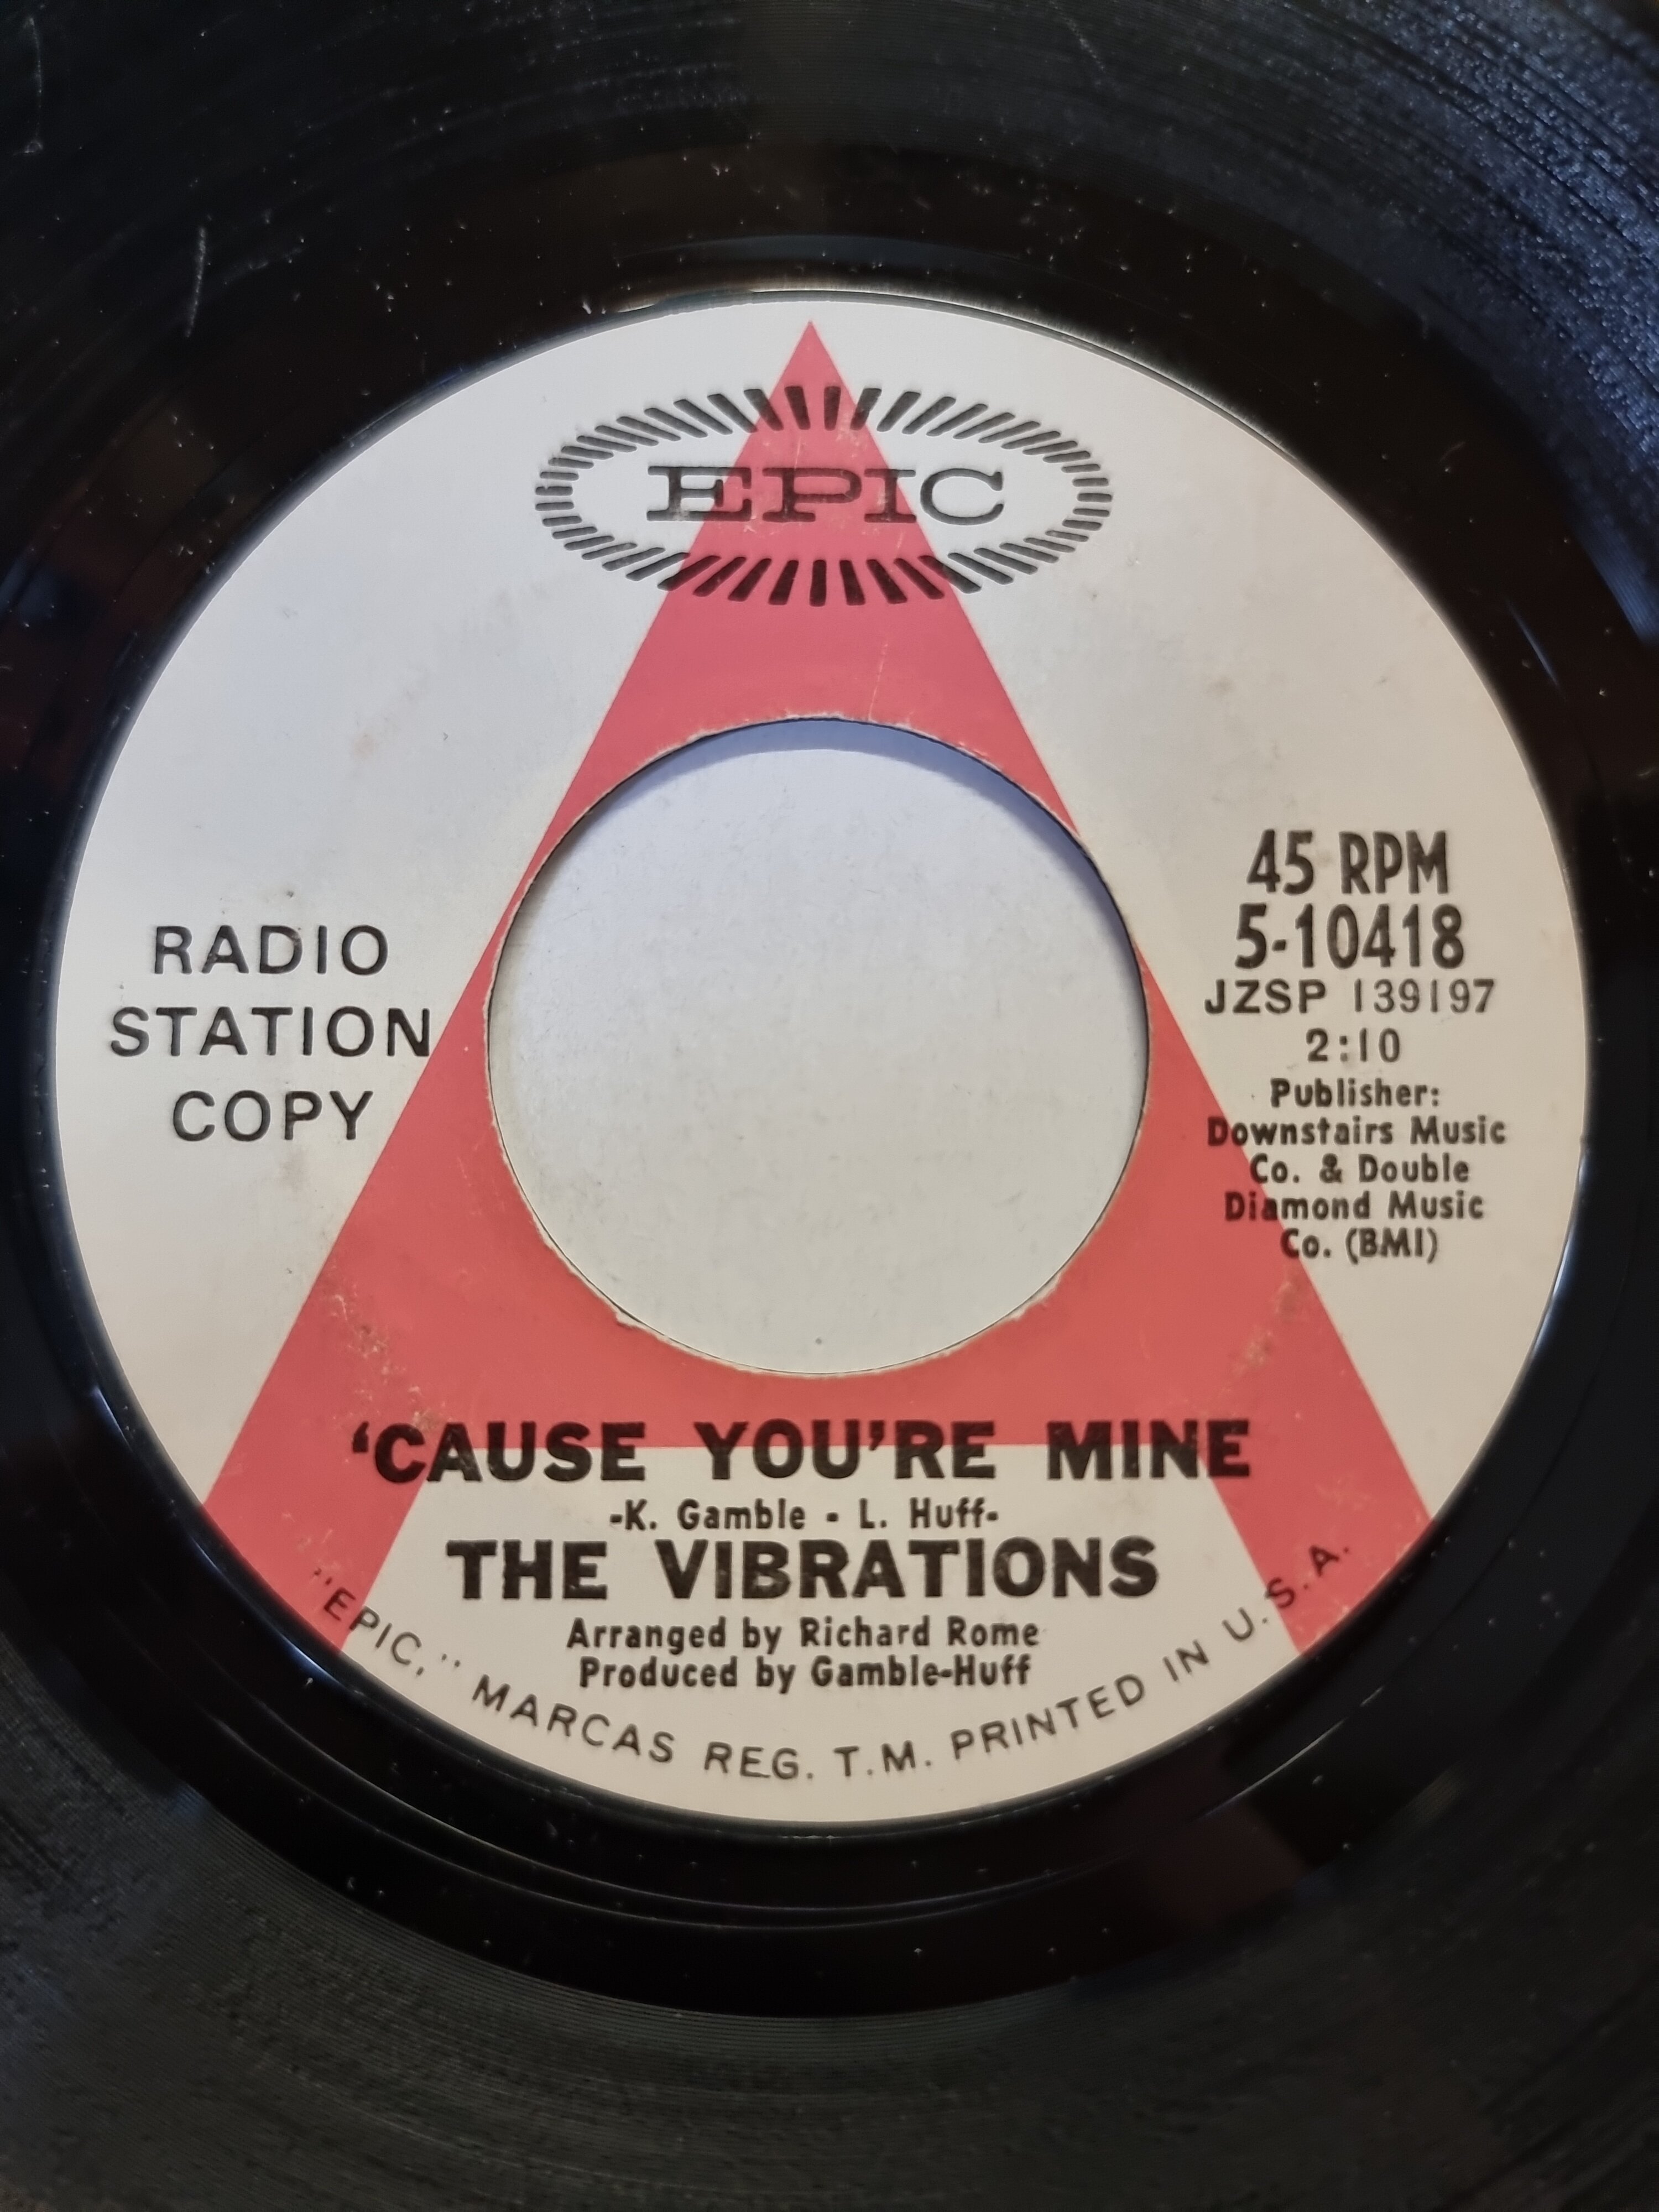 EPIC
RADIO
STATION
COPY
45 RPM
5-10418
JZSP 139197
2:10
Publisher:
Downstairs Music
Co. & Double
Diamond Music
Co. (BMI)
‘CAUSE YOU’RE MINE
-K. Gamble - L. Huff-
THE VIBRATIONS
Arranged by Richard Rome
Produced by Gamble-Huff
"EPIC," MARCAS REG. T.M. PRINTED IN U.S.A.